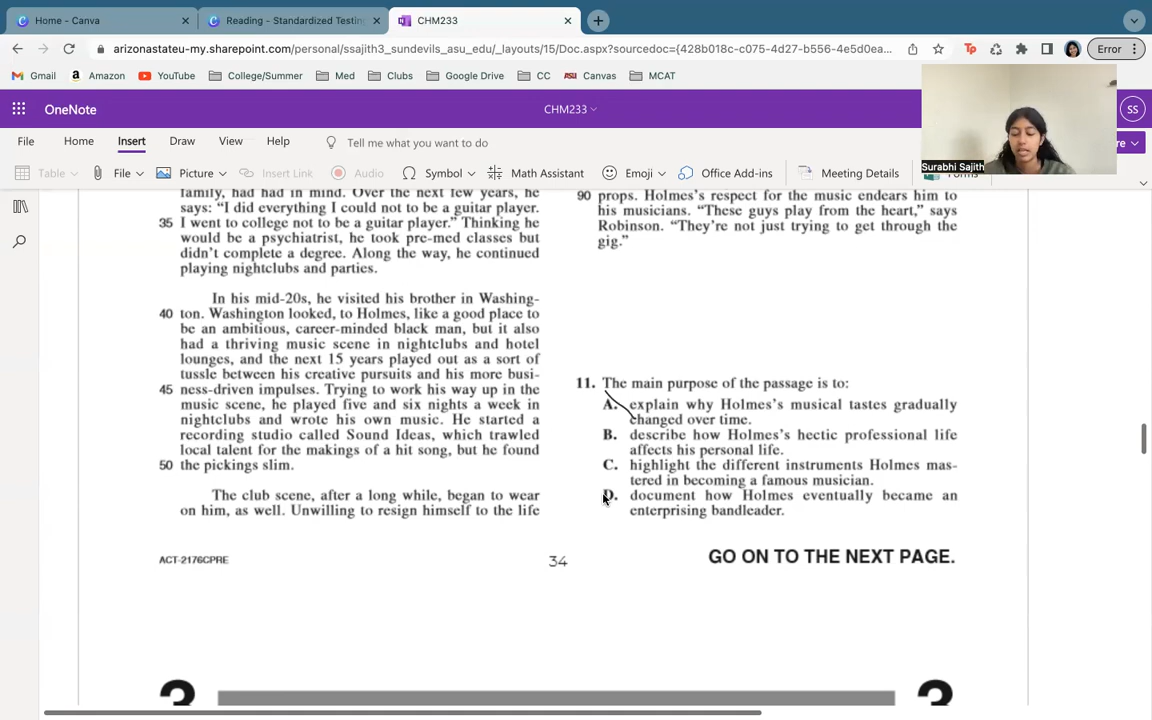 Home - Canva
Reading - Standardized Testing
CHM233
arizonastateu-my.sharepoint.com/personal/ssajith3_sundevils_asu_edu/_layouts/15/Doc.aspx?sourcedoc={428b018c-c075-4d27-b556-4e5d0ea...
Error
Gmail
Amazon
YouTube
College/Summer
Med
Clubs
Google Drive
CC
ASU Canvas
MCAT
OneNote
CHM233
SS
File
Home
Insert
Draw
View
Help
Tell me what you want to do
Surabhi Sajith
Table
File
Picture
Insert Link
Audio
Symbol
Math Assistant
Emoji
Office Add-ins
Meeting Details
Forms
family, had had in mind. Over the next few years, he
says: “I did everything I could not to be a guitar player.
35 I went to college not to be a guitar player.” Thinking he
would be a psychiatrist, he took pre-med classes but
didn’t complete a degree. Along the way, he continued
playing nightclubs and parties.
In his mid-20s, he visited his brother in Washing-
40 ton. Washington looked, to Holmes, like a good place to
be an ambitious, career-minded black man, but it also
had a thriving music scene in nightclubs and hotel
lounges, and the next 15 years played out as a sort of
tussle between his creative pursuits and his more busi-
45 ness-driven impulses. Trying to work his way up in the
music scene, he played five and six nights a week in
nightclubs and wrote his own music. He started a
recording studio called Sound Ideas, which trawled
local talent for the makings of a hit song, but he found
50 the pickings slim.
The club scene, after a long while, began to wear
on him, as well. Unwilling to resign himself to the life
90 props. Holmes’s respect for the music endears him to
his musicians. “These guys play from the heart,” says
Robinson. “They’re not just trying to get through the
gig.”
11. The main purpose of the passage is to:
A. explain why Holmes’s musical tastes gradually
changed over time.
B. describe how Holmes’s hectic professional life
affects his personal life.
C. highlight the different instruments Holmes mas-
tered in becoming a famous musician.
D. document how Holmes eventually became an
enterprising bandleader.
ACT-2176CPRE
34
GO ON TO THE NEXT PAGE.
3
3